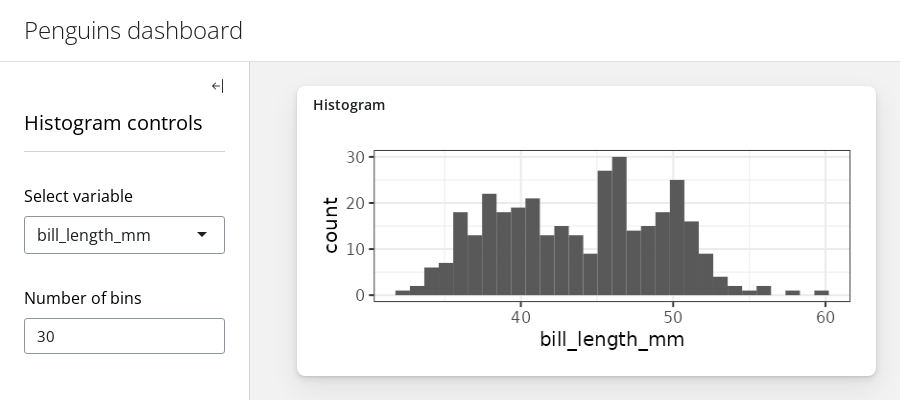 Penguins dashboard
Histogram controls
Select variable
bill_length_mm
Number of bins
30
Histogram
count
30
20
10
0
40 50 60
bill_length_mm